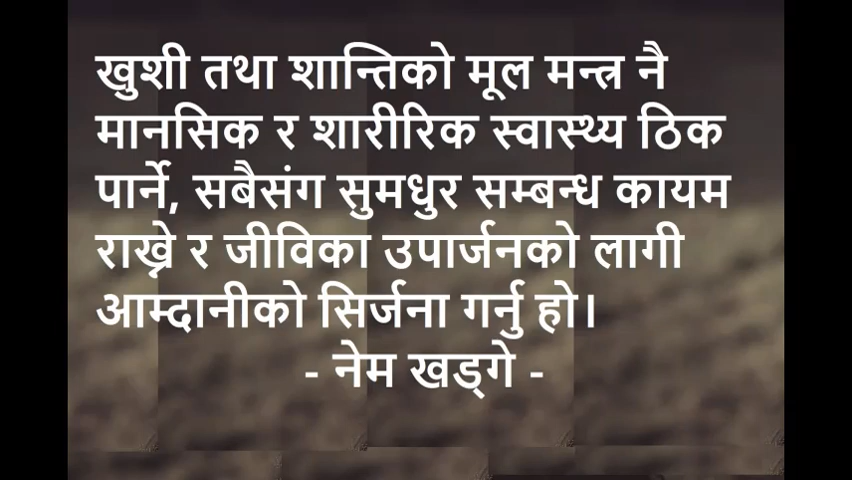 खुशी तथा शान्तिको मूल मन्त्र नै
मानसिक र शारीरिक स्वास्थ्य ठिक
पार्ने, सबैसंग सुमधुर सम्बन्ध कायम
राख्ने र जीविका उपार्जनको लागी
आम्दानीको सिर्जना गर्नु हो।
- नेम खड्गे -